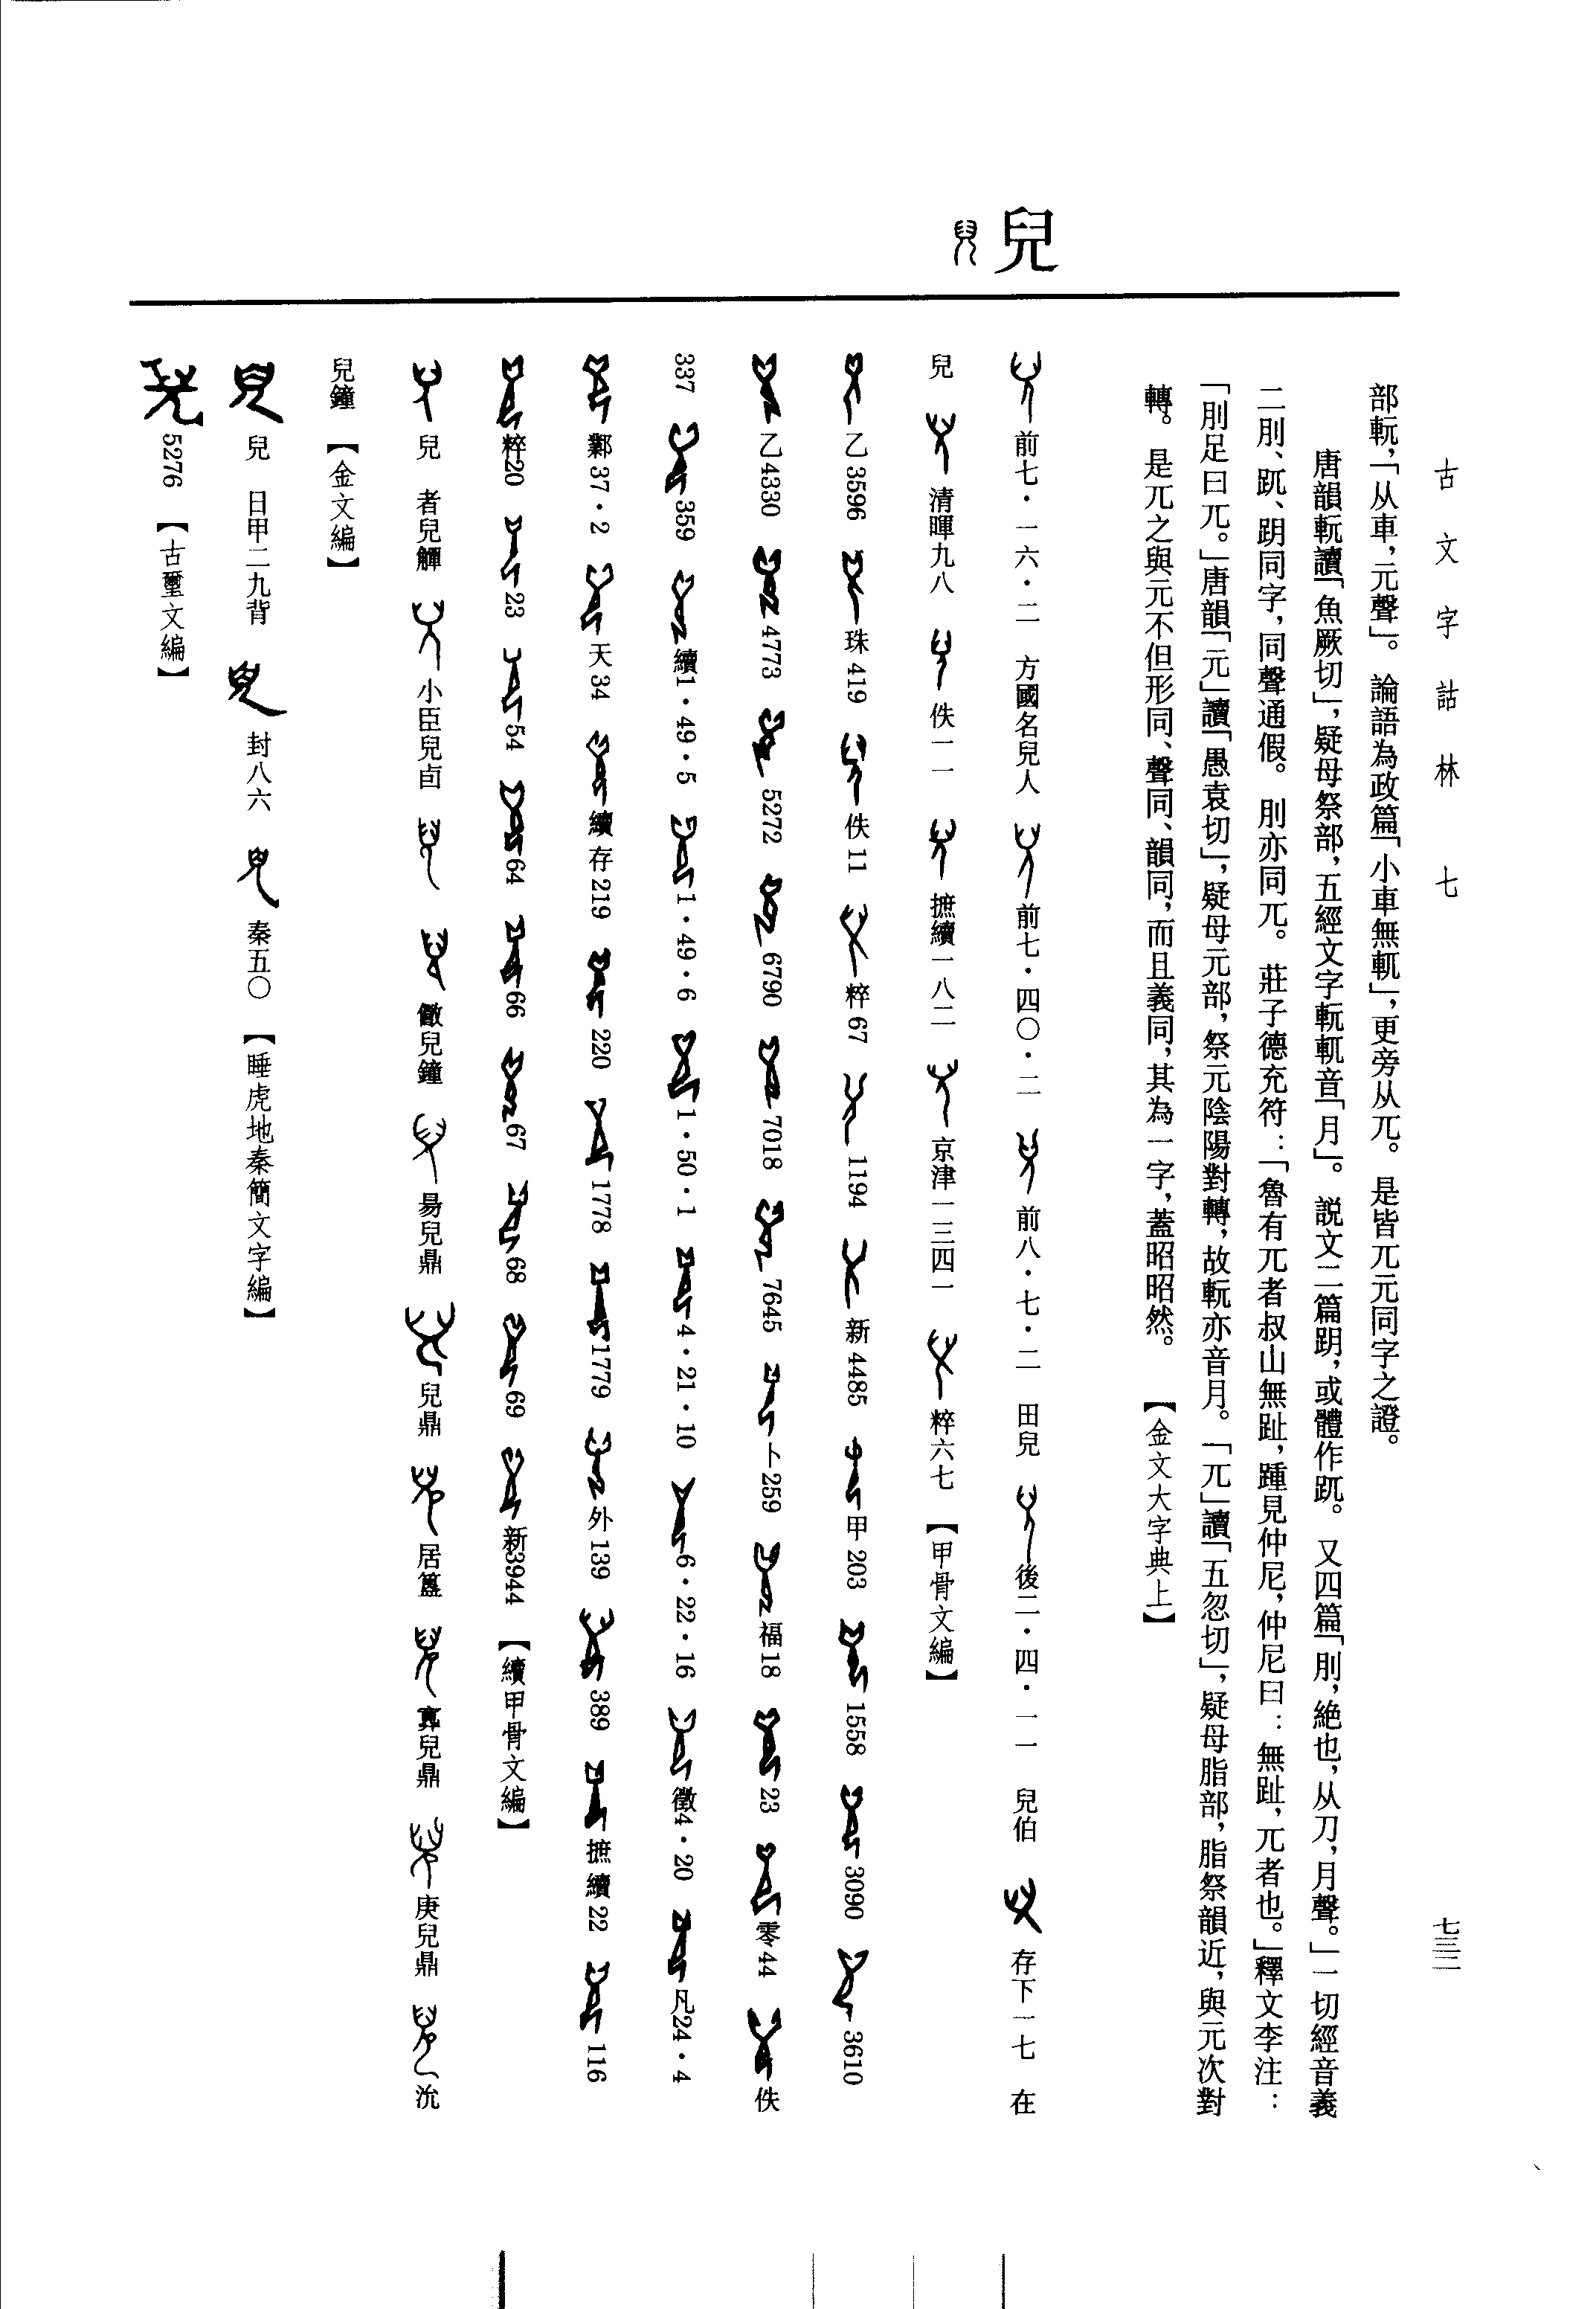 古文字詁林 七
七三二
部䡇，「从車，元聲」。論語為政篇「小車無軏」，更旁从兀。是皆兀元同字之證。
唐韻䡇讀「魚厥切」，疑母祭部，五經文字䡇軏音「月」。説文二篇跀，或體作𧿁。又四篇「刖，絶也，从刀，月聲。」一切經音義
二刖、𧿁、跀同字，同聲通假。刖亦同兀。莊子德充符：「魯有兀者叔山無趾，踵見仲尼，仲尼曰：無趾，兀者也。」釋文李注：
「刖足曰兀。」唐韻「元」讀「愚袁切」，疑母元部，祭元陰陽對轉，故䡇亦音月。「兀」讀「五忽切」，疑母脂部，脂祭韻近，與元次對
轉。是兀之與元不但形同、聲同、韻同，而且義同，其為一字，蓋昭昭然。【金文大字典上】
兒
前七·一六·二 方國名兒人 前七·四〇·二 前八·七·二 田兒 後二·四·一一 兒伯 存下一七 在
兒 清暉九八 佚一一 摭續一八二 京津一三四一 粹六七 【甲骨文編】
乙3596 珠419 佚11 粹67 1194 新4485 甲203 1558 3090 3610
乙4330 4773 5272 6790 7018 7645 卜259 福18 23 零44 佚
337 359 續1·49·5 1·49·6 1·50·1 4·21·10 6·22·16 徵4·20 凡24·4
鄴37·2 天34 續存219 220 1778 1779 外139 389 摭續22 116
粹20 23 54 64 66 67 68 69 新3944 【續甲骨文編】
兒 者兒觶 小臣兒卣 兒鐘 昜兒鼎 兒鼎 居簋 兒鼎 庚兒鼎 沇
兒鐘 【金文編】
兒 日甲二九背 封八六 秦五〇 【睡虎地秦簡文字編】
5276 【古璽文編】